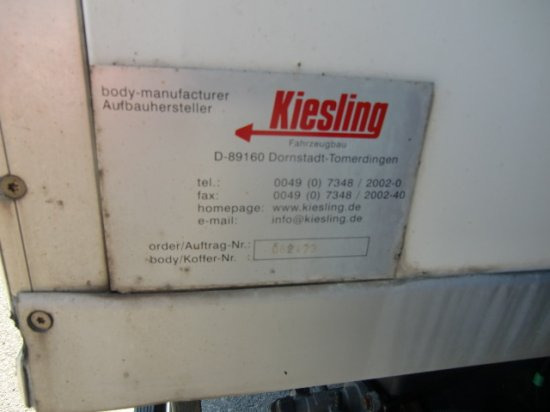 body-manufacturer
Aufbauhersteller
Kiesling
Fahrzeugbau
D-89160 Dornstadt-Tomerdingen
tel.: 0049 (0) 7348 / 2002-0
fax: 0049 (0) 7348 / 2002-40
homepage: www.kiesling.de
e-mail: info@kiesling.de
order/Auftrag-Nr.:
body/Koffer-Nr. :